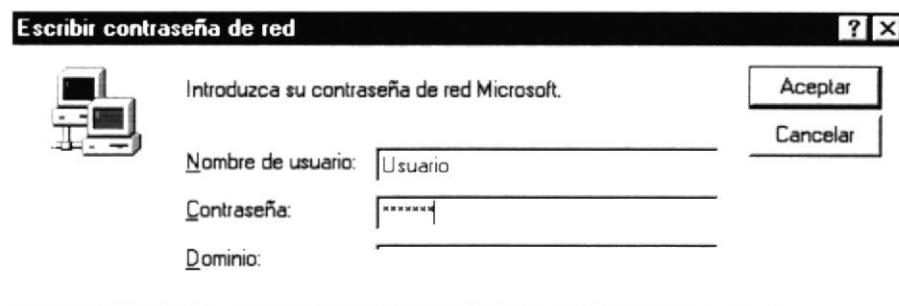 Escribir contraseña de red
Introduzca su contraseña de red Microsoft.
Aceptar
Cancelar
Nombre de usuario: Usuario
Contraseña: *******
Dominio: